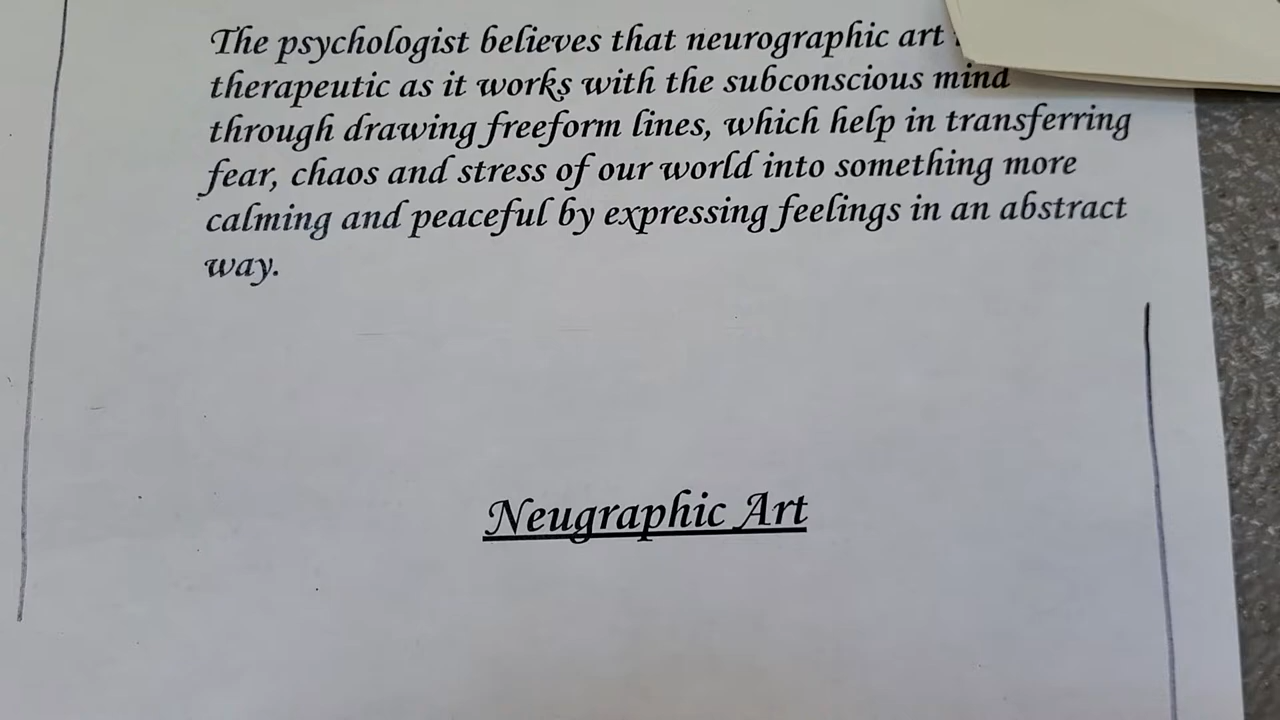 The psychologist believes that neurographic art
therapeutic as it works with the subconscious mind
through drawing freeform lines, which help in transferring
fear, chaos and stress of our world into something more
calming and peaceful by expressing feelings in an abstract
way.
Neugraphic Art